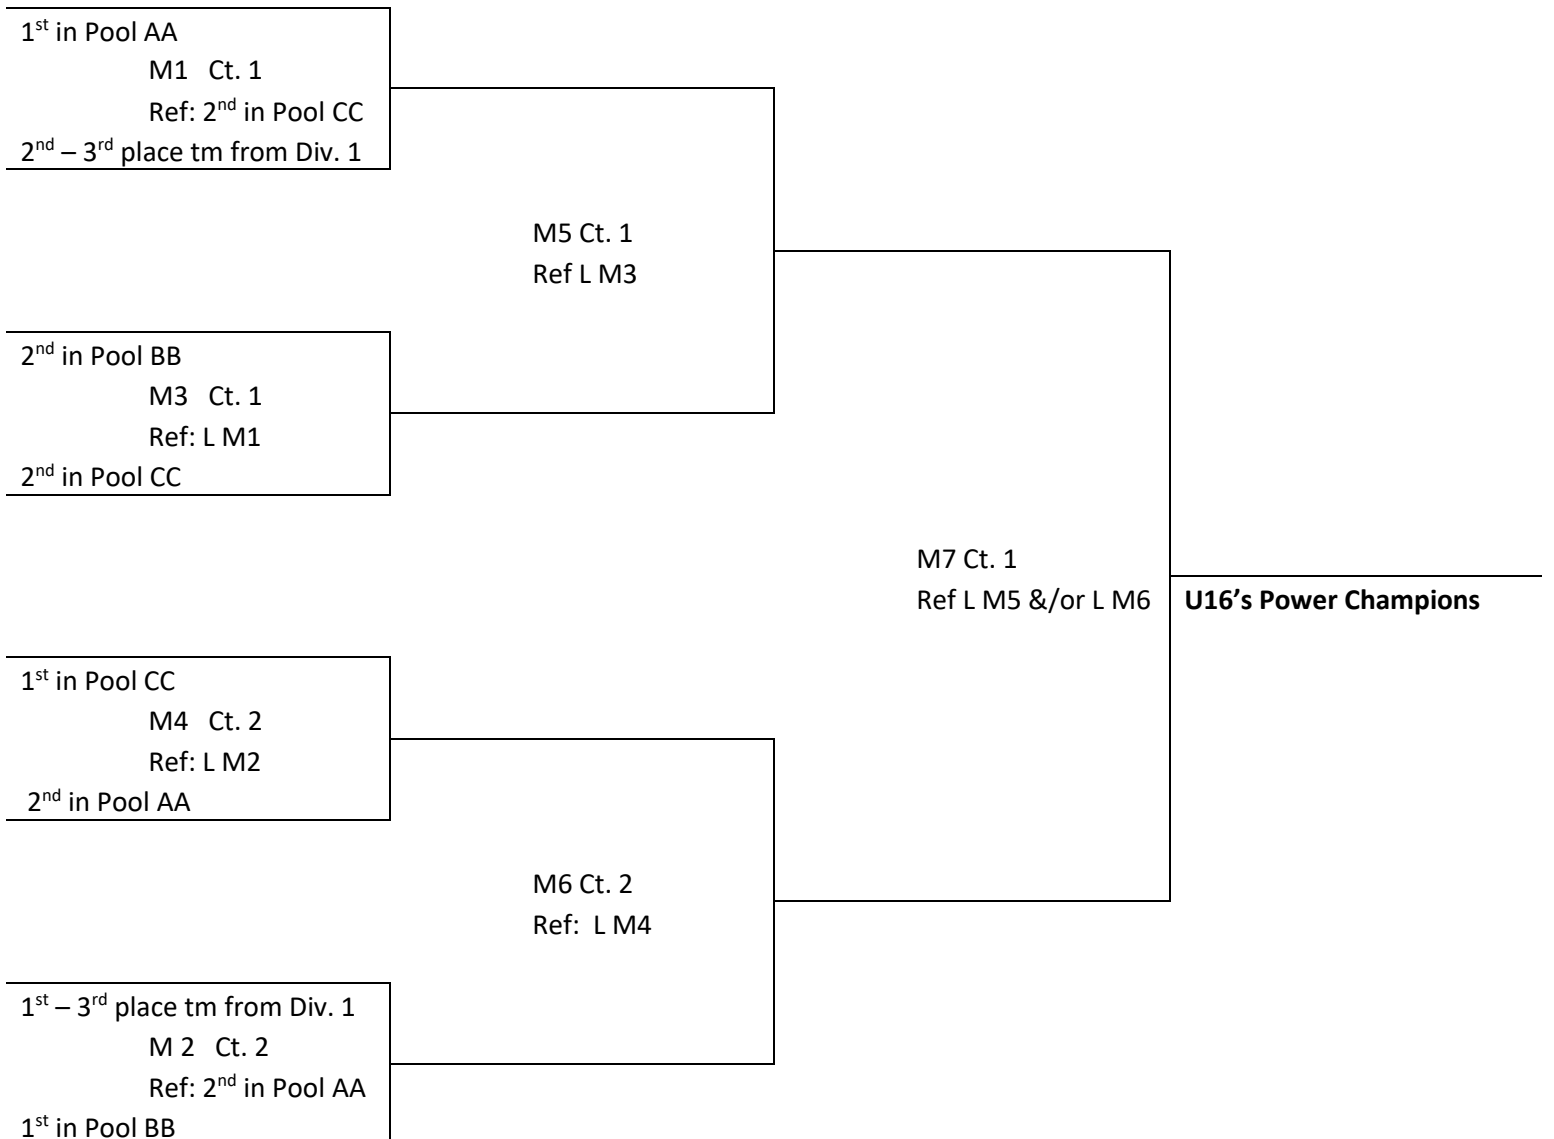 1st in Pool AA
M1 Ct. 1
Ref: 2nd in Pool CC
2nd – 3rd place tm from Div. 1
M5 Ct. 1
Ref L M3
2nd in Pool BB
M3 Ct. 1
Ref: L M1
2nd in Pool CC
M7 Ct. 1
Ref L M5 &/or L M6
U16’s Power Champions
1st in Pool CC
M4 Ct. 2
Ref: L M2
2nd in Pool AA
M6 Ct. 2
Ref: L M4
1st – 3rd place tm from Div. 1
M 2 Ct. 2
Ref: 2nd in Pool AA
1st in Pool BB